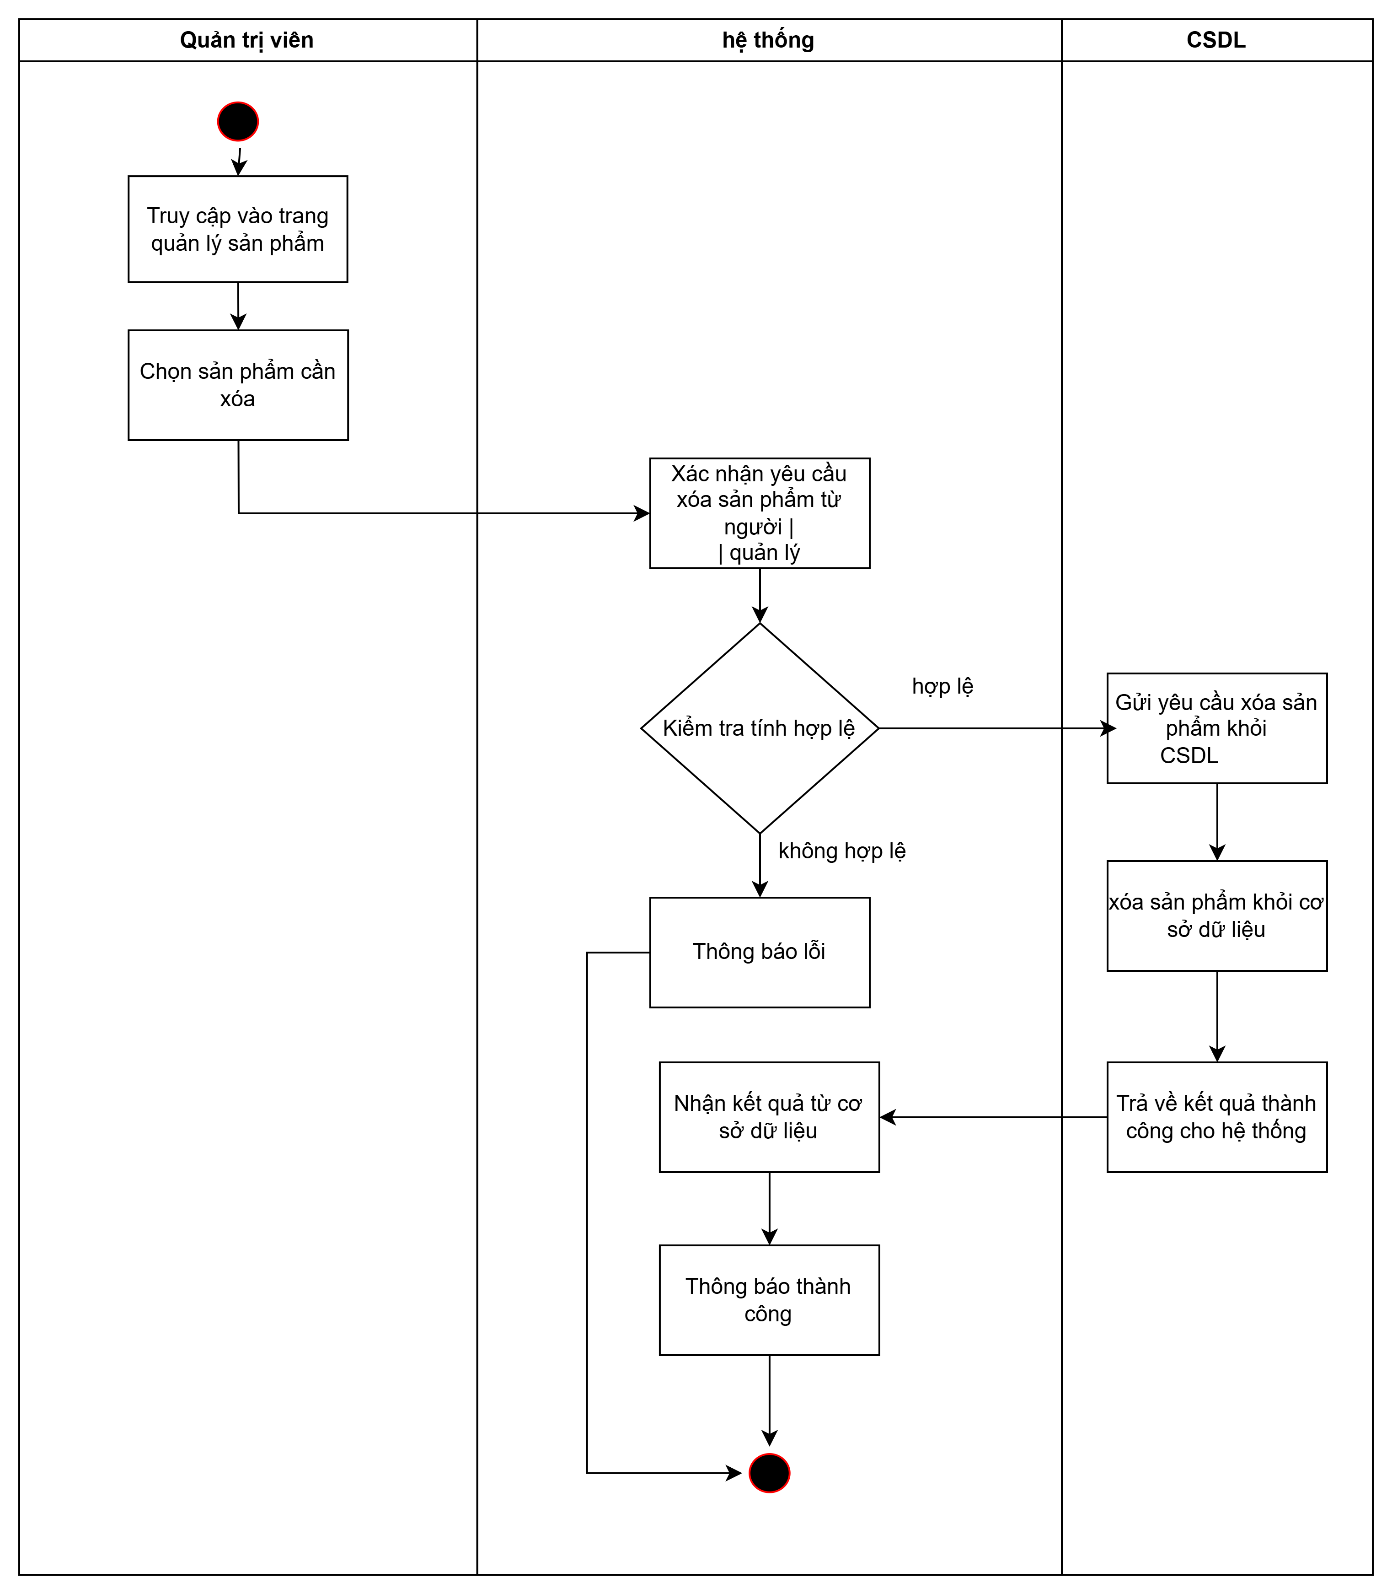 Quản trị viên
hệ thống
CSDL
Truy cập vào trang
quản lý sản phẩm
Chọn sản phẩm cần
xóa
Xác nhận yêu cầu
xóa sản phẩm từ
người |
| quản lý
Kiểm tra tính hợp lệ
hợp lệ
Gửi yêu cầu xóa sản
phẩm khỏi
CSDL
không hợp lệ
xóa sản phẩm khỏi cơ
sở dữ liệu
Thông báo lỗi
Nhận kết quả từ cơ
sở dữ liệu
Trả về kết quả thành
công cho hệ thống
Thông báo thành
công